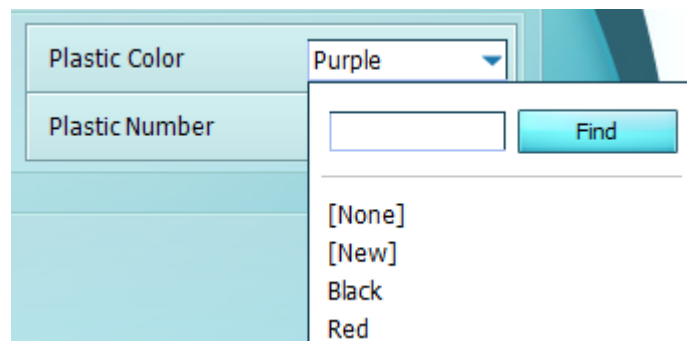 Plastic Color Purple
Plastic Number
Find
[None]
[New]
Black
Red